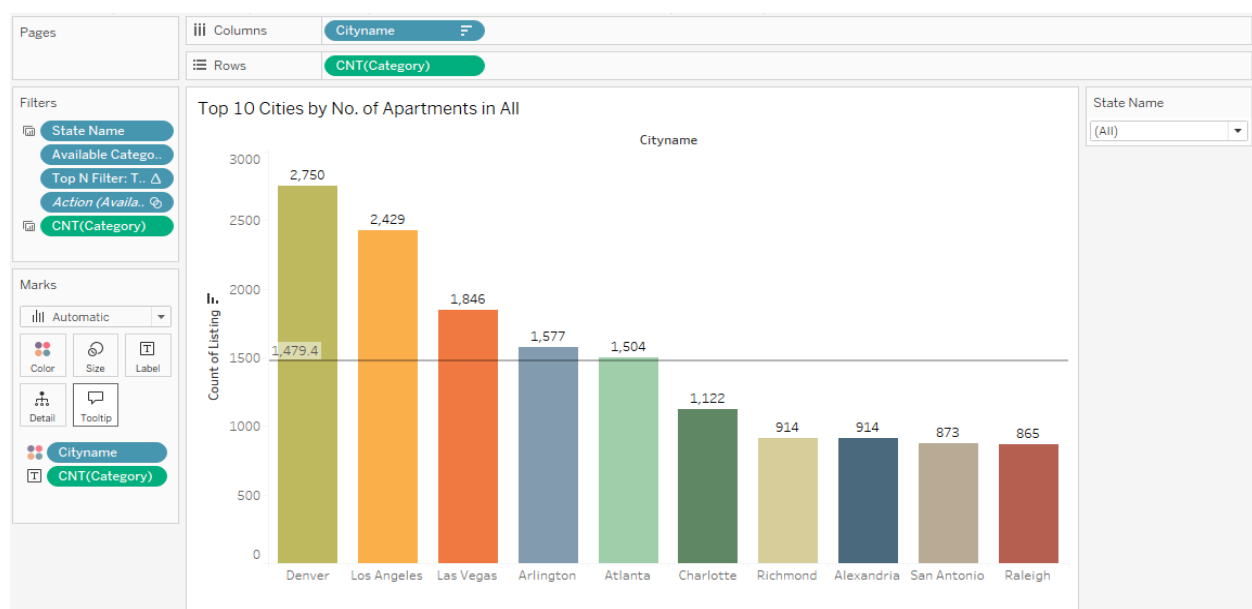 Pages
Columns
Cityname
Rows
CNT(Category)
Filters
State Name
Available Catego..
Top N Filter: T..
Action (Availa..
CNT(Category)
Marks
Automatic
Color
Size
Label
Detail
Tooltip
Cityname
CNT(Category)
Top 10 Cities by No. of Apartments in All
Cityname
Count of Listing
3000
2500
2000
1500
1000
500
0
1,479.4
2,750
2,429
1,846
1,577
1,504
1,122
914
914
873
865
Denver
Los Angeles
Las Vegas
Arlington
Atlanta
Charlotte
Richmond
Alexandria
San Antonio
Raleigh
State Name
(All)